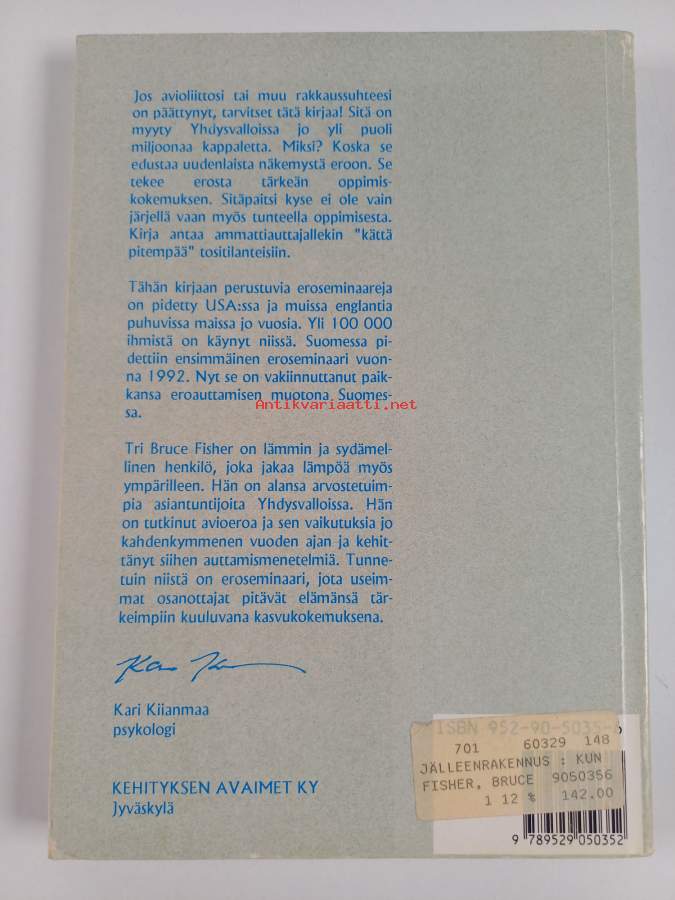 Jos avioliittosi tai muu rakkaussuhteesi
on päättynyt, tarvitset tätä kirjaa! Sitä on
myyty Yhdysvalloissa jo yli puoli
miljoonaa kappaletta. Miksi? Koska se
edustaa uudenlaista näkemystä eroon. Se
tekee erosta tärkeän oppimis-
kokemuksen. Sitäpaitsi kyse ei ole vain
järjellä vaan myös tunteella oppimisesta.
Kirja antaa ammattiauttajallekin "kättä
pitempää" tositilanteisiin.
Tähän kirjaan perustuvia eroseminaareja
on pidetty USA:ssa ja muissa englantia
puhuvissa maissa jo vuosia. Yli 100 000
ihmistä on käynyt niissä. Suomessa pi-
dettiin ensimmäinen eroseminaari vuon-
na 1992. Nyt se on vakiinnuttanut paik-
kansa eroauttamisen muotona Suomes-
sa.
Antikvariaatti.net
Tri Bruce Fisher on lämmin ja sydämel-
linen henkilö, joka jakaa lämpöä myös
ympärilleen. Hän on alansa arvostetuim-
pia asiantuntijoita Yhdysvalloissa. Hän
on tutkinut avioeroa ja sen vaikutuksia jo
kahdenkymmenen vuoden ajan ja kehit-
tänyt siihen auttamismenetelmiä. Tunne-
tuin niistä on eroseminaari, jota useim-
mat osanottajat pitävät elämänsä tär-
keimpiin kuuluvana kasvukokemuksena.
Kari Kiianmaa
psykologi
KEHITYKSEN AVAIMET KY
Jyväskylä
ISBN 952-90-5035-6
701 60329 148
JÄLLEENRAKENNUS : KUN
FISHER, BRUCE 9050356
1 12 % 142.00
9 789529 050352